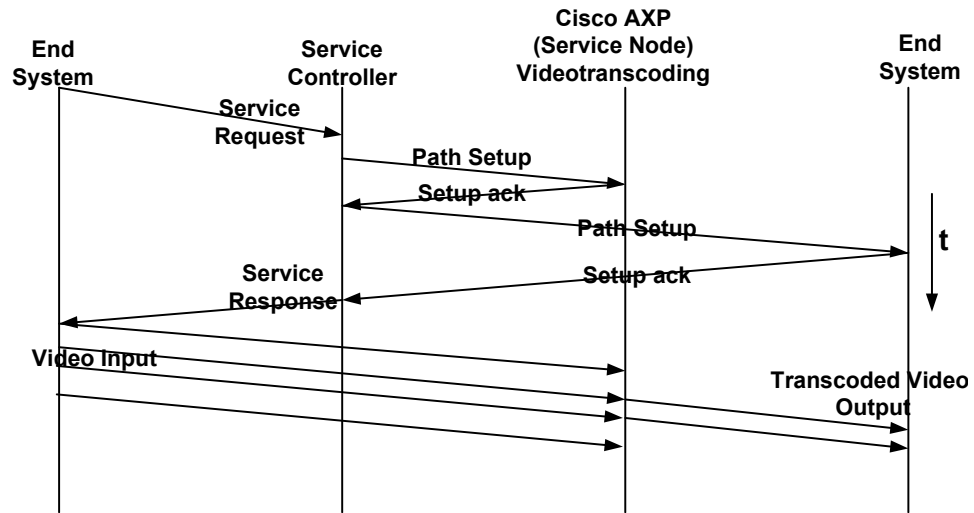 End
System
Service
Controller
Cisco AXP
(Service Node)
Videotranscoding
End
System
Service
Request
Path Setup
Setup ack
Path Setup
t
Setup ack
Service
Response
Video Input
Transcoded Video
Output